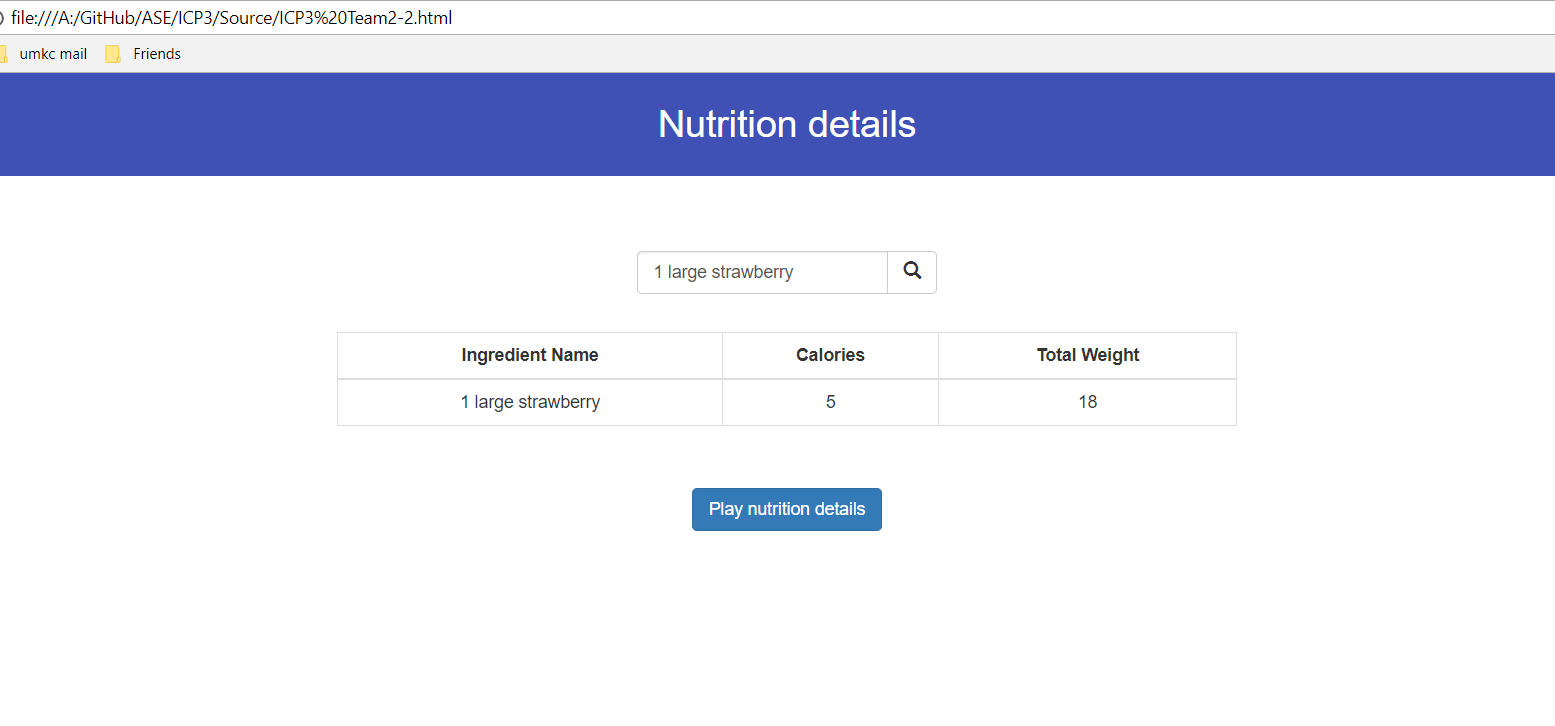 file:///A:/GitHub/ASE/ICP3/Source/ICP3%20Team2-2.html
umkc mail Friends
Nutrition details
1 large strawberry
Ingredient Name Calories Total Weight
1 large strawberry 5 18
Play nutrition details